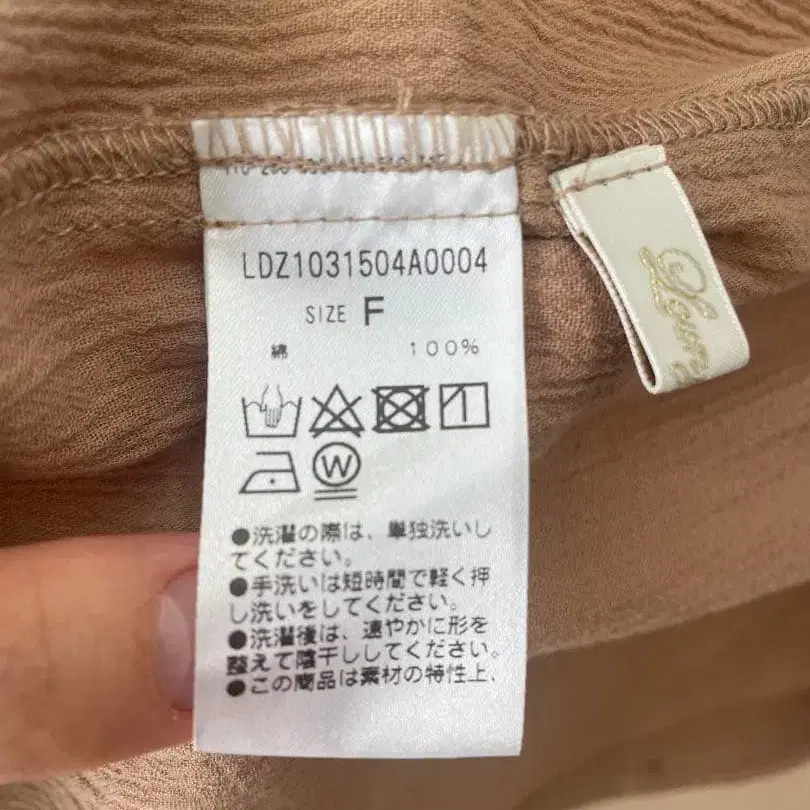 LDZ1031504A0004
SIZE F
綿 100%
W
●洗濯の際は、単独洗いし
てください。
●手洗いは短時間で軽く押
し洗いをしてください。
●洗濯後は、速やかに形を
整えて陰干ししてください。
●この商品は素材の特性上、